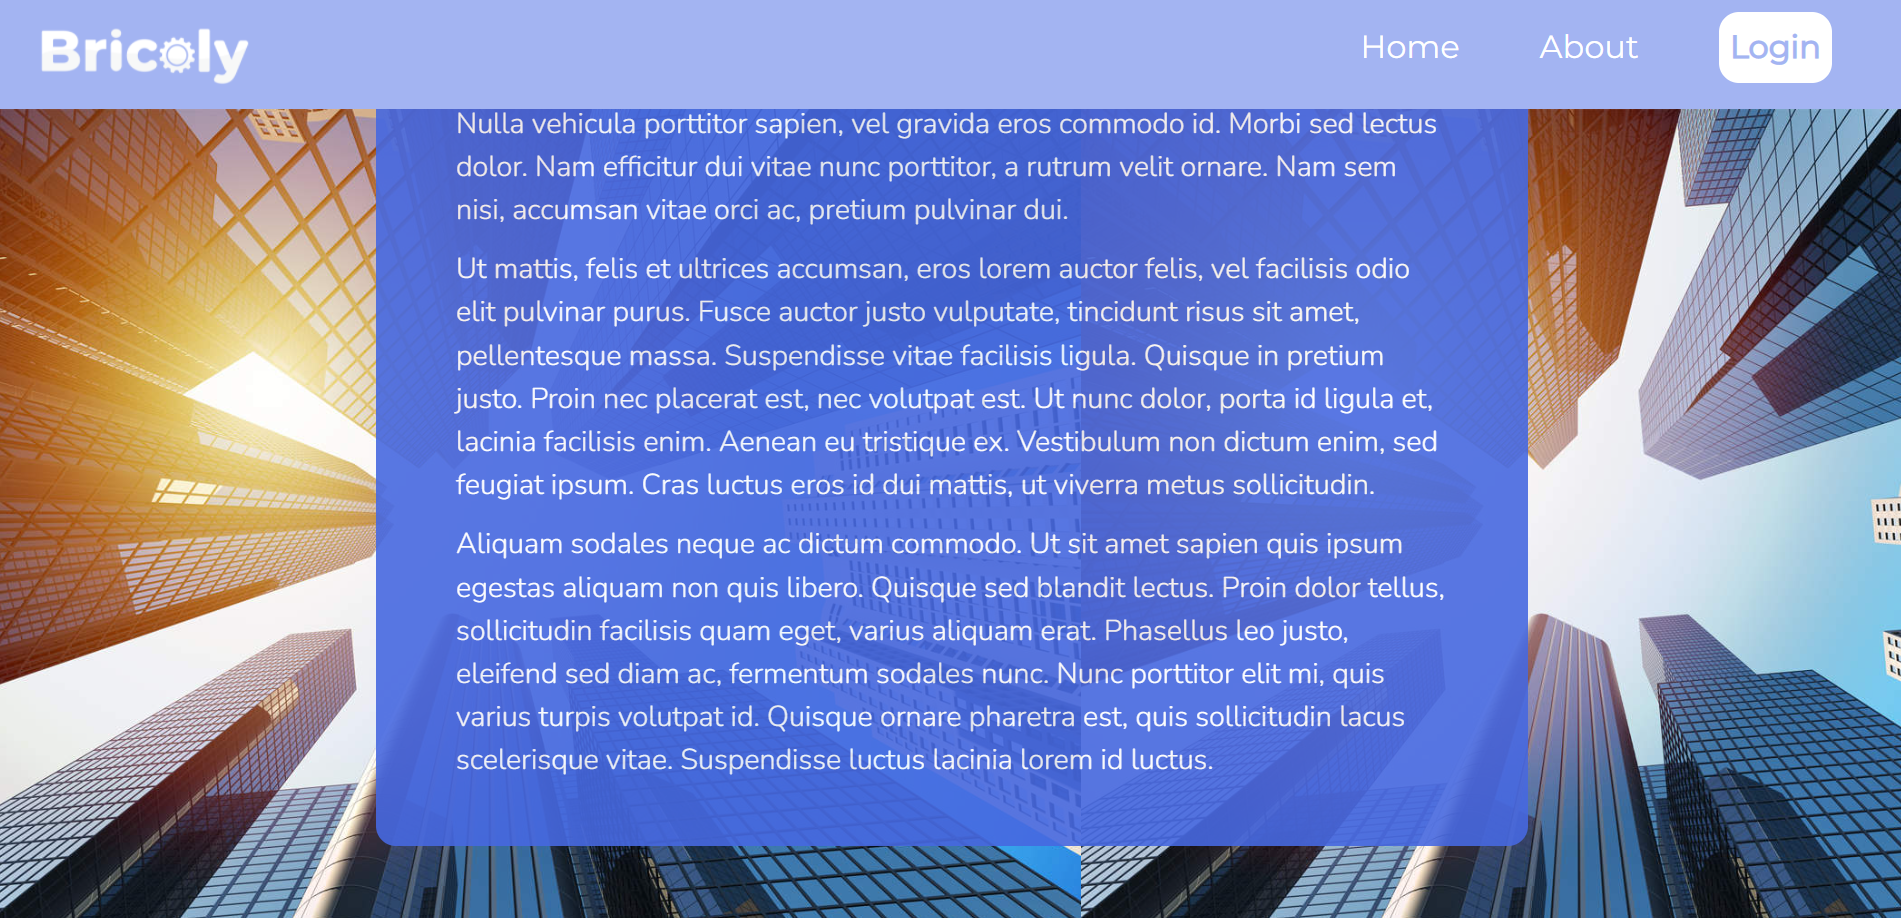 Bricoly
Home
About
Login
Nulla vehicula porttitor sapien, vel gravida eros commodo id. Morbi sed lectus
dolor. Nam efficitur dui vitae nunc porttitor, a rutrum velit ornare. Nam sem
nisi, accumsan vitae orci ac, pretium pulvinar dui.
Ut mattis, felis et ultrices accumsan, eros lorem auctor felis, vel facilisis odio
elit pulvinar purus. Fusce auctor justo vulputate, tincidunt risus sit amet,
pellentesque massa. Suspendisse vitae facilisis ligula. Quisque in pretium
justo. Proin nec placerat est, nec volutpat est. Ut nunc dolor, porta id ligula et,
lacinia facilisis enim. Aenean eu tristique ex. Vestibulum non dictum enim, sed
feugiat ipsum. Cras luctus eros id dui mattis, ut viverra metus sollicitudin.
Aliquam sodales neque ac dictum commodo. Ut sit amet sapien quis ipsum
egestas aliquam non quis libero. Quisque sed blandit lectus. Proin dolor tellus,
sollicitudin facilisis quam eget, varius aliquam erat. Phasellus leo justo,
eleifend sed diam ac, fermentum sodales nunc. Nunc porttitor elit mi, quis
varius turpis volutpat id. Quisque ornare pharetra est, quis sollicitudin lacus
scelerisque vitae. Suspendisse luctus lacinia lorem id luctus.